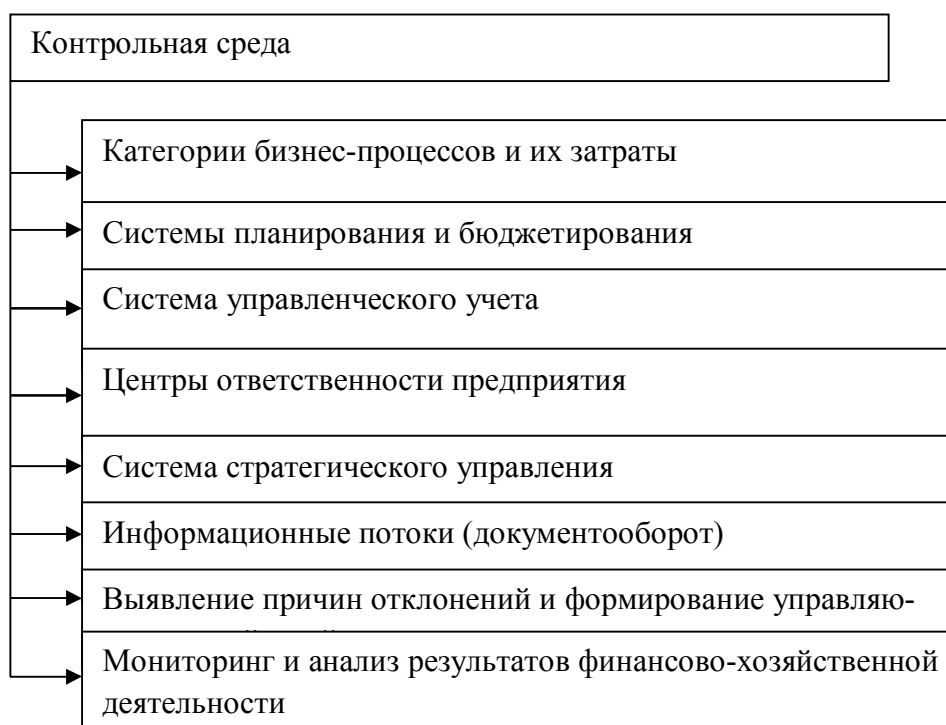 Контрольная среда
Категории бизнес-процессов и их затраты
Системы планирования и бюджетирования
Система управленческого учета
Центры ответственности предприятия
Система стратегического управления
Информационные потоки (документооборот)
Выявление причин отклонений и формирование управляю-
Мониторинг и анализ результатов финансово-хозяйственной
деятельности